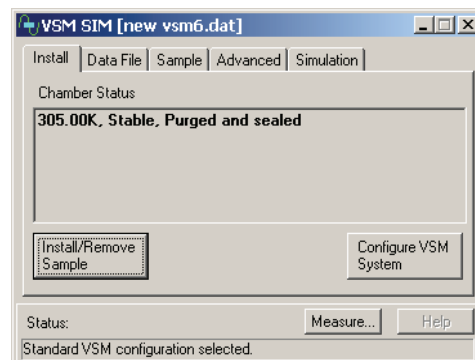 VSM SIM [new vsm6.dat]
Install Data File Sample Advanced Simulation
Chamber Status
305.00K, Stable, Purged and sealed
Install/Remove
Sample
Configure VSM
System
Status:
Measure... Help
Standard VSM configuration selected.